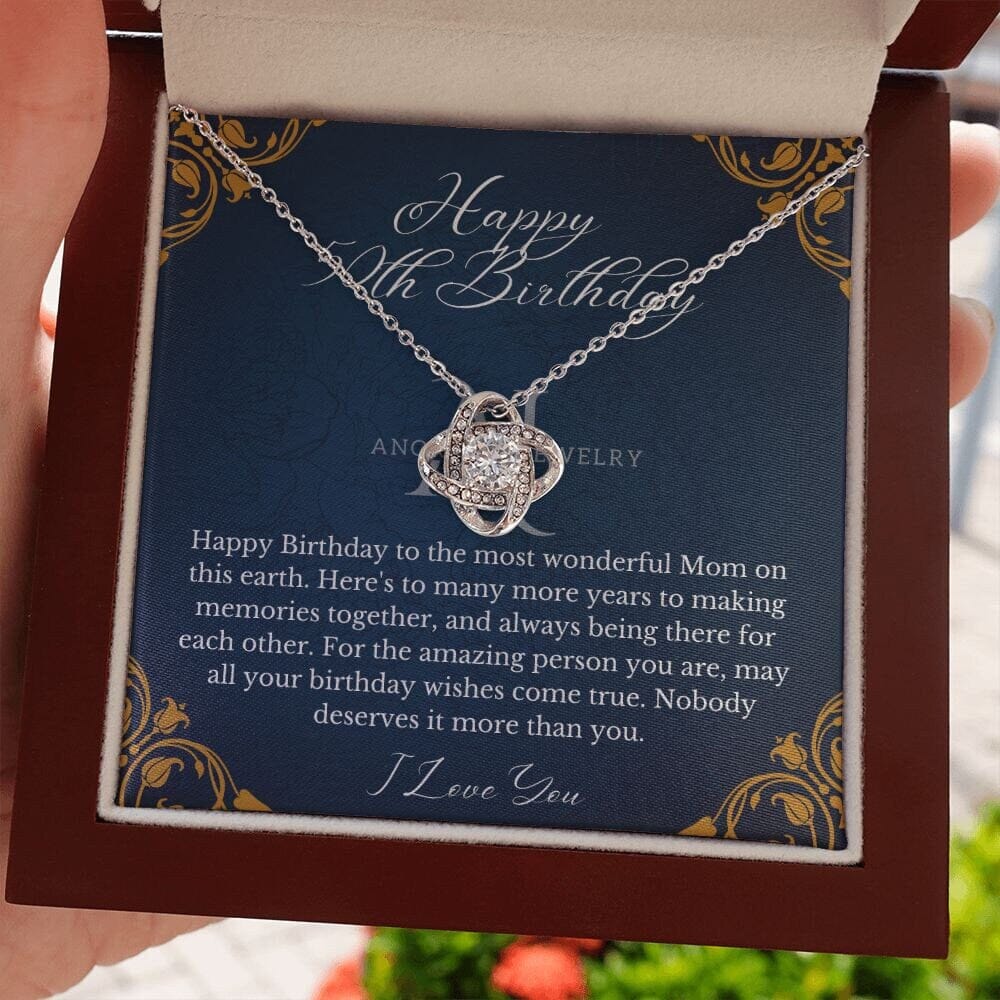 Happy
50th Birthday
Happy Birthday to the most wonderful Mom on
this earth. Here's to many more years to making
memories together, and always being there for
each other. For the amazing person you are, may
all your birthday wishes come true. Nobody
deserves it more than you.
I Love You